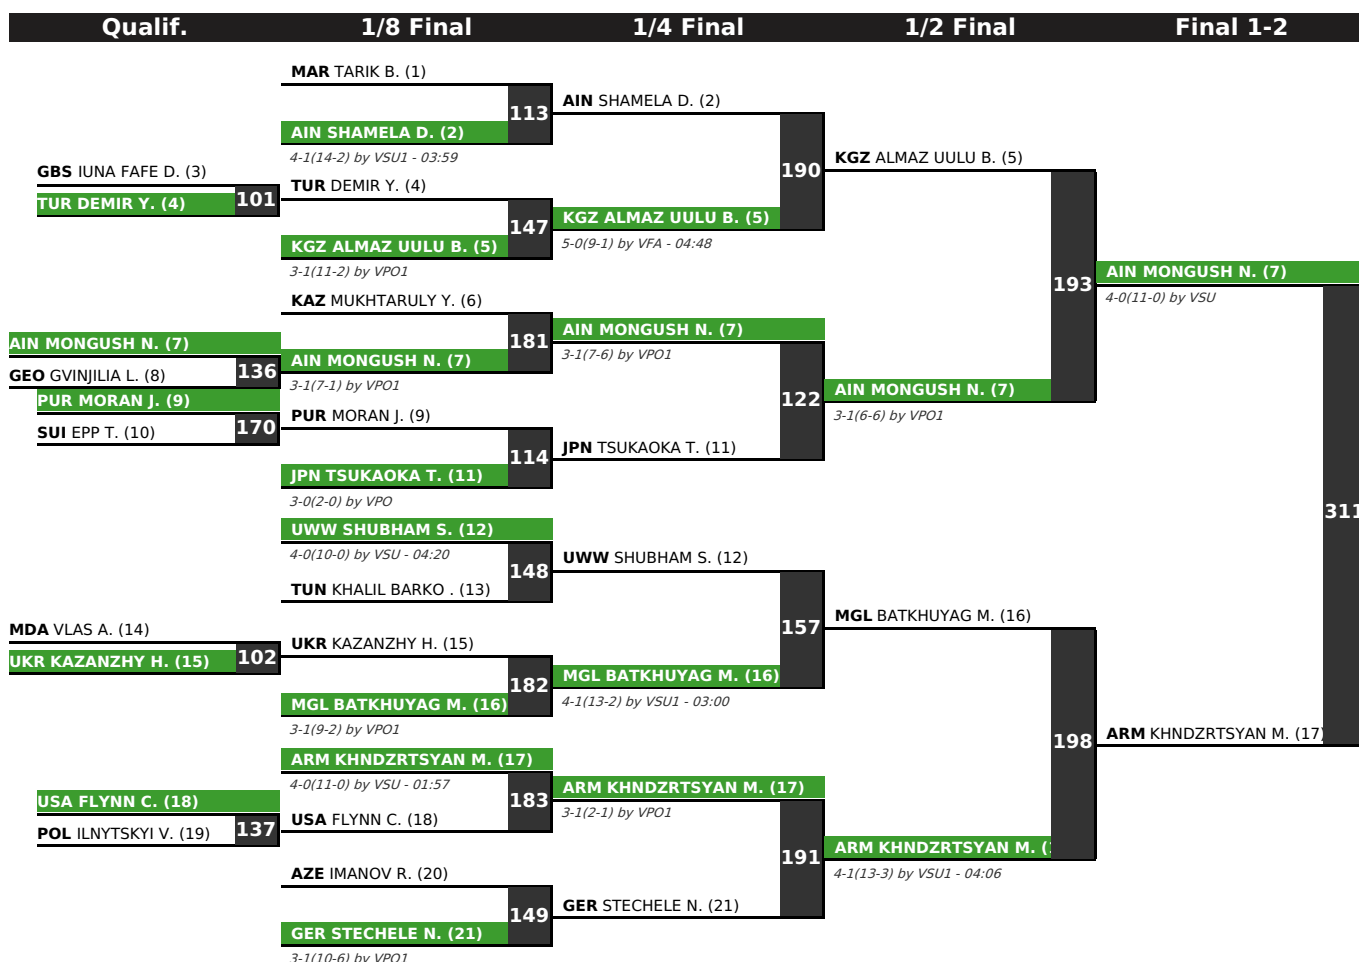 Qualif.
1/8 Final
1/4 Final
1/2 Final
Final 1-2
GBS IUNA FAFE D. (3)
TUR DEMIR Y. (4)
101
AIN MONGUSH N. (7)
GEO GVINJILIA L. (8)
136
PUR MORAN J. (9)
SUI EPP T. (10)
170
MDA VLAS A. (14)
UKR KAZANZHY H. (15)
102
USA FLYNN C. (18)
POL ILNYTSKYI V. (19)
137
MAR TARIK B. (1)
113
AIN SHAMELA D. (2)
4-1(14-2) by VSU1 - 03:59
TUR DEMIR Y. (4)
147
KGZ ALMAZ UULU B. (5)
3-1(11-2) by VPO1
KAZ MUKHTARULY Y. (6)
181
AIN MONGUSH N. (7)
3-1(7-1) by VPO1
PUR MORAN J. (9)
114
JPN TSUKAOKA T. (11)
3-0(2-0) by VPO
UWW SHUBHAM S. (12)
4-0(10-0) by VSU - 04:20
148
TUN KHALIL BARKO . (13)
UKR KAZANZHY H. (15)
182
MGL BATKHUYAG M. (16)
3-1(9-2) by VPO1
ARM KHNDZRTSYAN M. (17)
4-0(11-0) by VSU - 01:57
183
USA FLYNN C. (18)
AZE IMANOV R. (20)
149
GER STECHELE N. (21)
3-1(10-6) by VPO1
AIN SHAMELA D. (2)
190
KGZ ALMAZ UULU B. (5)
5-0(9-1) by VFA - 04:48
AIN MONGUSH N. (7)
3-1(7-6) by VPO1
122
JPN TSUKAOKA T. (11)
UWW SHUBHAM S. (12)
157
MGL BATKHUYAG M. (16)
4-1(13-2) by VSU1 - 03:00
ARM KHNDZRTSYAN M. (17)
3-1(2-1) by VPO1
191
GER STECHELE N. (21)
KGZ ALMAZ UULU B. (5)
193
AIN MONGUSH N. (7)
3-1(6-6) by VPO1
MGL BATKHUYAG M. (16)
198
ARM KHNDZRTSYAN M.
4-1(13-3) by VSU1 - 04:06
AIN MONGUSH N. (7)
4-0(11-0) by VSU
311
ARM KHNDZRTSYAN M. (17)